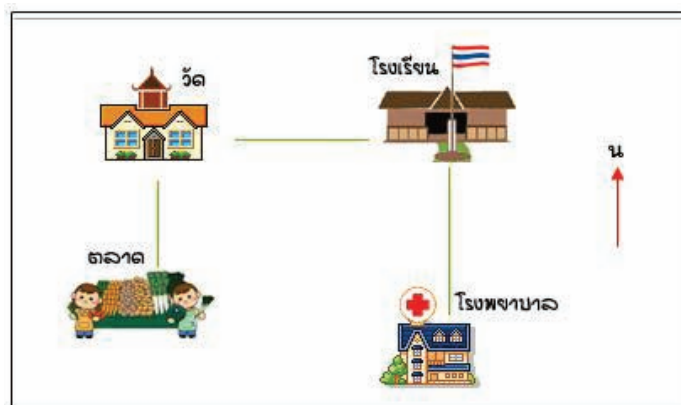 วัด
โรงเรียน
น
ตลาด
โรงพยาบาล